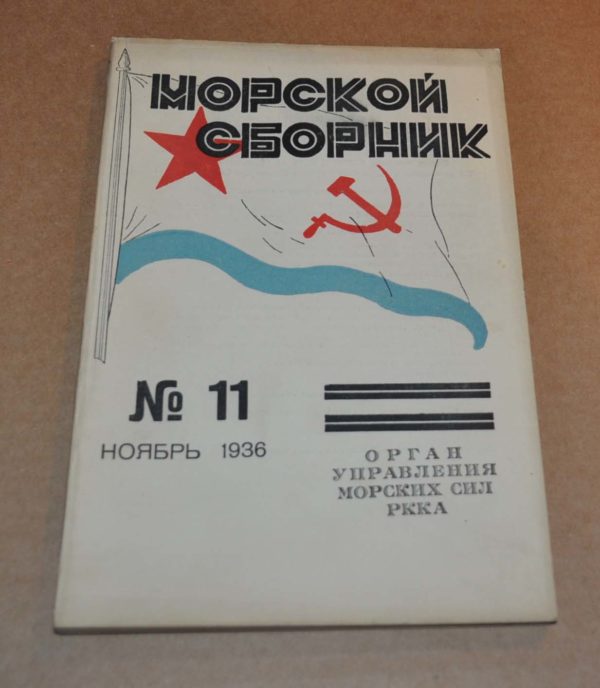 МОРСКОЙ
СБОРНИК
№ 11
НОЯБРЬ 1936
ОРГАН
УПРАВЛЕНИЯ
МОРСКИХ СИЛ
РККА